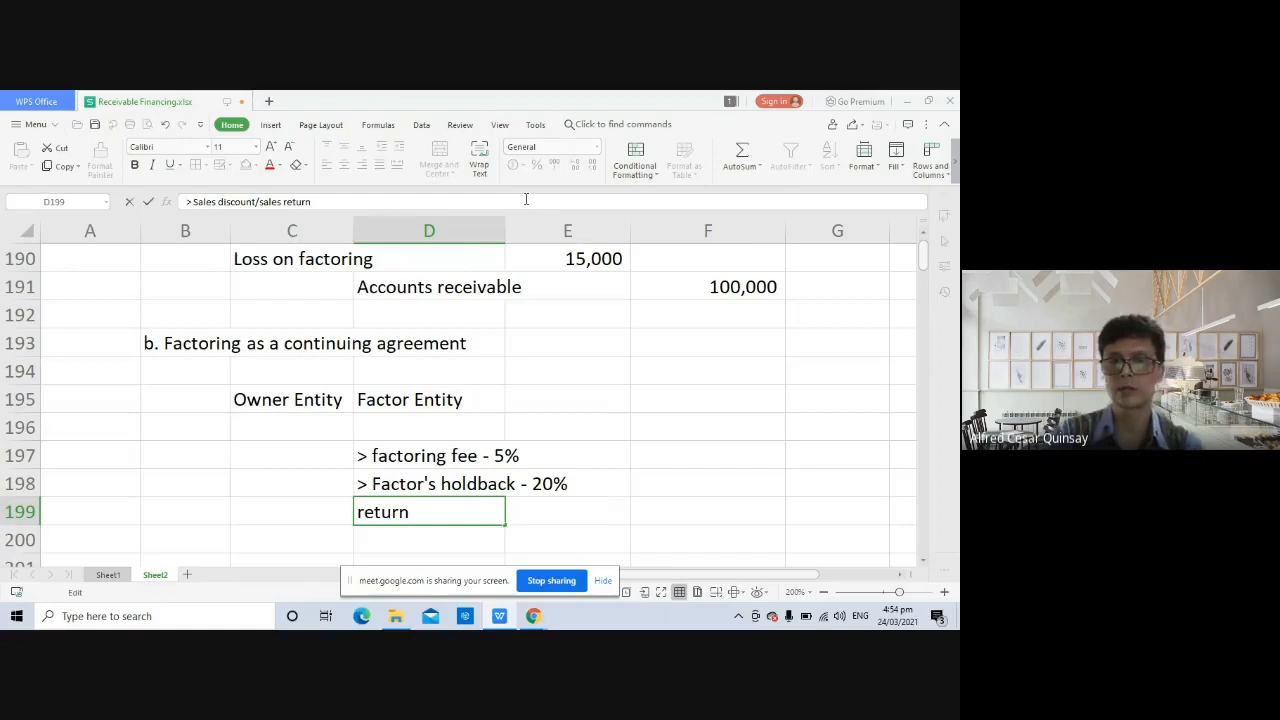 WPS Office
Receivable Financing.xlsx
1
Sign in
Go Premium
Menu
Home
Insert
Page Layout
Formulas
Data
Review
View
Tools
Click to find commands
Paste
Cut
Copy
Format Painter
Calibri
11
B I U A
Merge and Center
Wrap Text
General
Conditional Formatting
Format as Table
AutoSum
AutoFilter
Sort
Format
Fill
Rows and Columns
D199
fx
> Sales discount/sales return
A B C D E F G
190 Loss on factoring 15,000
191 Accounts receivable 100,000
192
193 b. Factoring as a continuing agreement
194
195 Owner Entity Factor Entity
196
197 > factoring fee - 5%
198 > Factor's holdback - 20%
199 return
200
Sheet1 Sheet2
meet.google.com is sharing your screen. Stop sharing Hide
Edit
200%
Type here to search
ENG
4:54 pm
24/03/2021
3
Alfred Cesar Quinsay